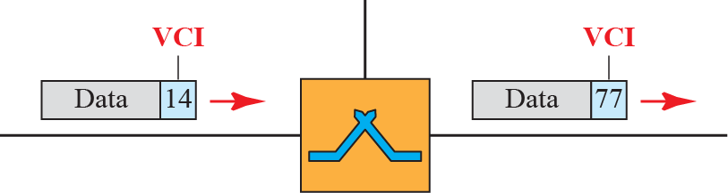 VCI
VCI
Data 14
Data 77